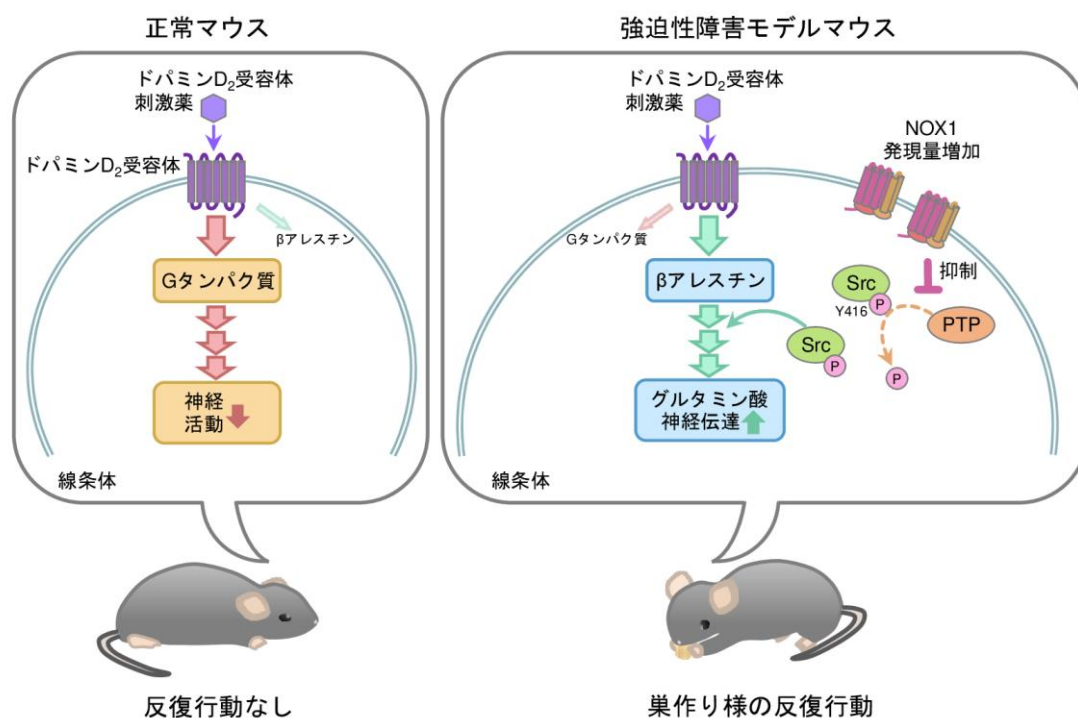 正常マウス
ドパミンD₂受容体
刺激薬
ドパミンD₂受容体
βアレスチン
Gタンパク質
神経
活動
線条体
反復行動なし
強迫性障害モデルマウス
ドパミンD₂受容体
刺激薬
NOX1
発現量増加
Gタンパク質
抑制
βアレスチン
Src
P
Y416
PTP
Src
P
P
グルタミン酸
神経伝達
線条体
巣作り様の反復行動